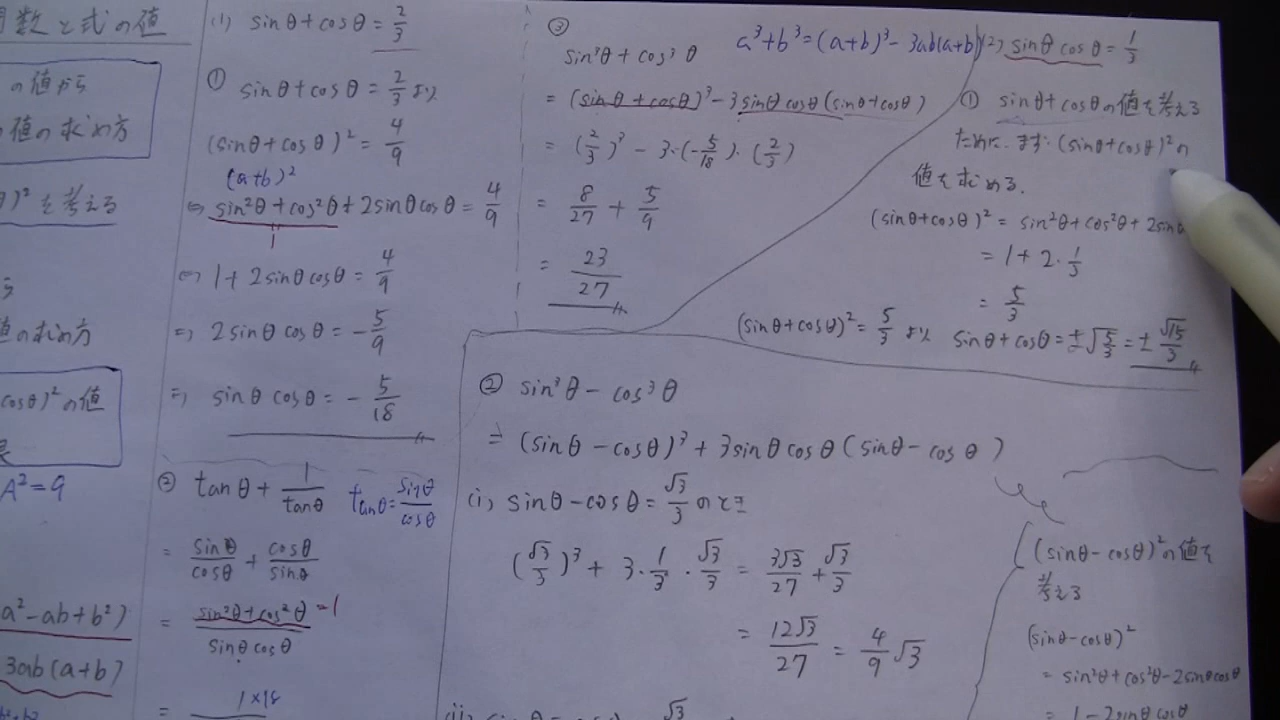 数と式の値
の値から
値の求め方
)² を考える
ら
値の求め方
cosθ)² の値
A² = 9
a² - ab + b²)
3ab(a+b)
(1) sinθ + cosθ = 2/3
① sinθ + cosθ = 2/3 より
(sinθ + cosθ)² = 4/9
(a+b)²
⇔ sin²θ + cos²θ + 2sinθcosθ = 4/9
1
⇔ 1 + 2sinθcosθ = 4/9
⇒ 2sinθcosθ = -5/9
⇒ sinθcosθ = -5/18
② tanθ + 1/tanθ tanθ = sinθ/cosθ
= sinθ/cosθ + cosθ/sinθ
= (sin²θ + cos²θ)/(sinθcosθ) = 1
= 1×18
③
sin³θ + cos³θ a³+b³ = (a+b)³ - 3ab(a+b)
= (sinθ + cosθ)³ - 3sinθcosθ(sinθ + cosθ)
= (2/3)³ - 3·(-5/18)·(2/3)
= 8/27 + 5/9
= 23/27
(2) sinθcosθ = 1/3
① sinθ + cosθの値を考える
ために、まず (sinθ + cosθ)² の
値を求める.
(sinθ + cosθ)² = sin²θ + cos²θ + 2sinθ
= 1 + 2·1/3
= 5/3
(sinθ + cosθ)² = 5/3 より sinθ + cosθ = ±√5/3 = ±√15/3
② sin³θ - cos³θ
= (sinθ - cosθ)³ + 3sinθcosθ(sinθ - cosθ)
(i) sinθ - cosθ = √3/3 のとき
(√3/3)³ + 3·1/3·√3/3 = 3√3/27 + √3/3
= 12√3/27 = 4/9 √3
√3
(sinθ - cosθ)² の値を
考える
(sinθ - cosθ)²
= sin²θ + cos²θ - 2sinθcosθ
= 1 - 2sinθcosθ